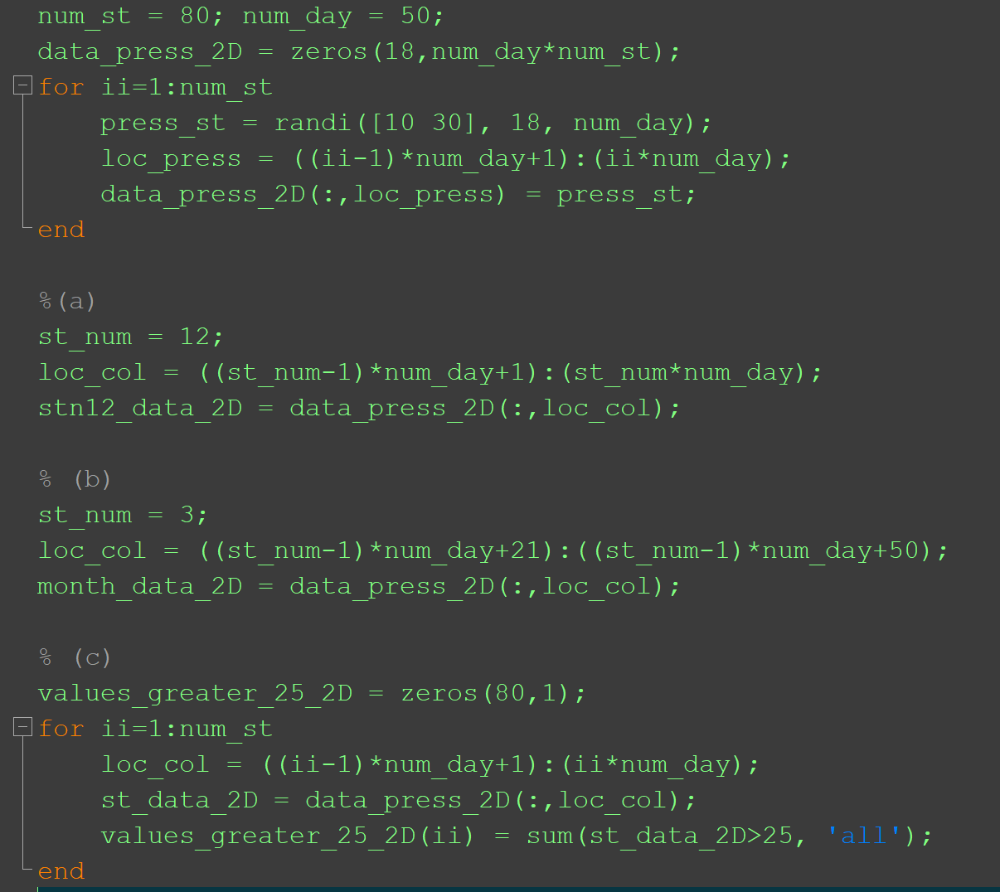 num_st = 80; num_day = 50;
data_press_2D = zeros(18,num_day*num_st);
for ii=1:num_st
    press_st = randi([10 30], 18, num_day);
    loc_press = ((ii-1)*num_day+1):(ii*num_day);
    data_press_2D(:,loc_press) = press_st;
end

%(a)
st_num = 12;
loc_col = ((st_num-1)*num_day+1):(st_num*num_day);
stn12_data_2D = data_press_2D(:,loc_col);

% (b)
st_num = 3;
loc_col = ((st_num-1)*num_day+21):((st_num-1)*num_day+50);
month_data_2D = data_press_2D(:,loc_col);

% (c)
values_greater_25_2D = zeros(80,1);
for ii=1:num_st
    loc_col = ((ii-1)*num_day+1):(ii*num_day);
    st_data_2D = data_press_2D(:,loc_col);
    values_greater_25_2D(ii) = sum(st_data_2D>25, 'all');
end